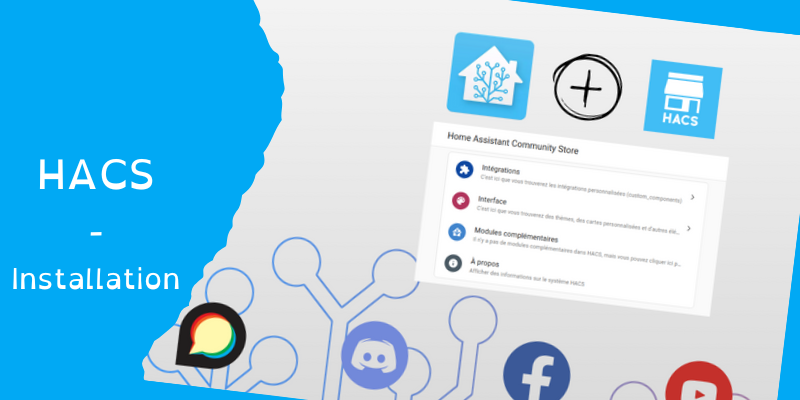 HACS
-
Installation
HACS
Home Assistant Community Store
Intégrations
C'est ici que vous trouverez les intégrations personnalisées (custom_components)
Interface
C'est ici que vous trouverez des thèmes, des cartes personnalisées et d'autres élé...
Modules complémentaires
Il n'y a pas de modules complémentaires dans HACS, mais vous pouvez cliquer ici p...
À propos
Afficher des informations sur le système HACS